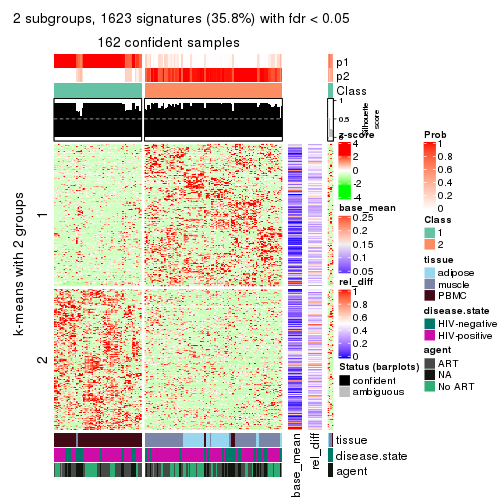 2 subgroups, 1623 signatures (35.8%) with fdr < 0.05
162 confident samples
p1
p2
Class
1
0.5
0
Silhouette
score
k-means with 2 groups
1
2
base_mean
rel_diff
tissue
disease.state
agent
z-score
4
2
0
-2
-4
base_mean
0.25
0.2
0.15
0.1
0.05
rel_diff
1
0.8
0.6
0.4
0.2
0
Status (barplots)
confident
ambiguous
Prob
1
0.8
0.6
0.4
0.2
0
Class
1
2
tissue
adipose
muscle
PBMC
disease.state
HIV-negative
HIV-positive
agent
ART
NA
No ART